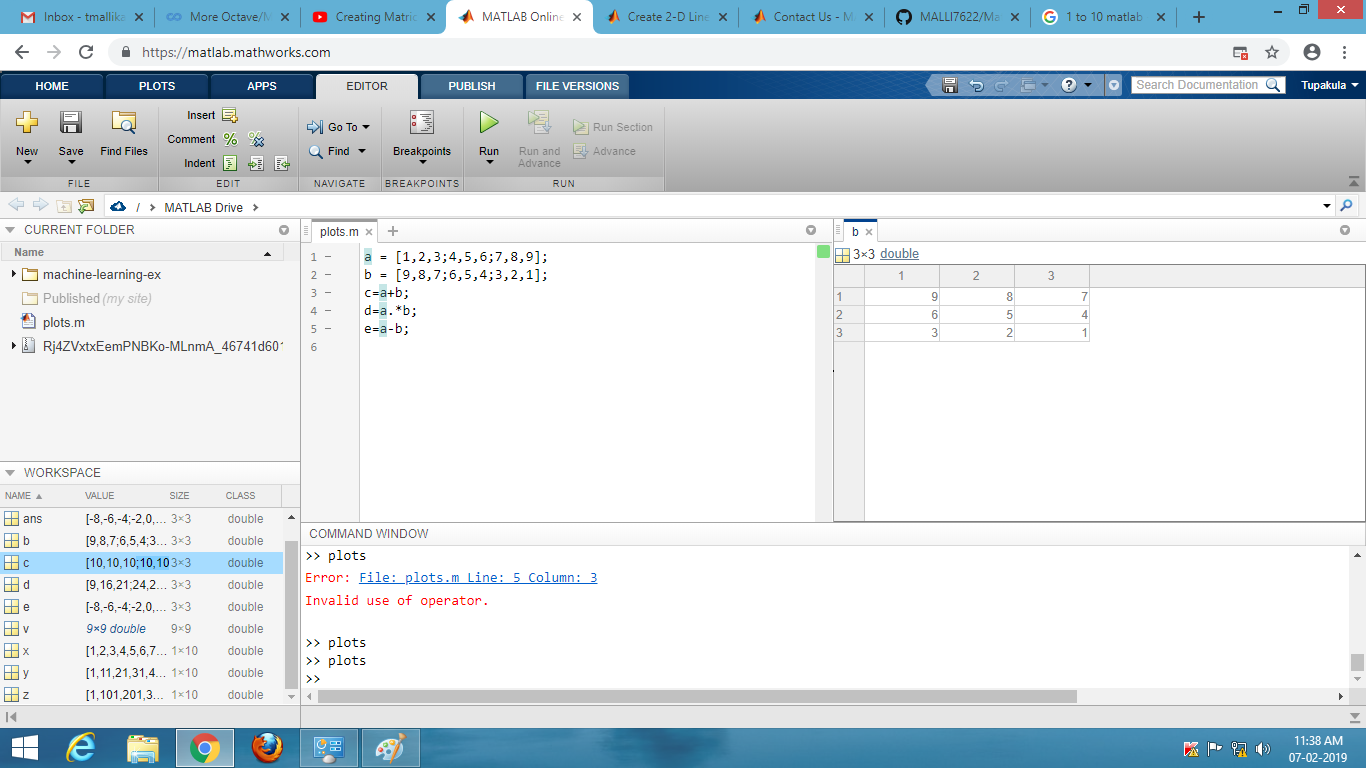 Inbox - tmallika
More Octave/M
Creating Matric
MATLAB Online
Create 2-D Line
Contact Us - M
MALLI7622/Ma
1 to 10 matlab
https://matlab.mathworks.com
HOME PLOTS APPS EDITOR PUBLISH FILE VERSIONS
Search Documentation
Tupakula
New Save Find Files
Insert
Comment
Indent
Go To
Find
Breakpoints
Run
Run and Advance
Run Section
Advance
FILE EDIT NAVIGATE BREAKPOINTS RUN
/ MATLAB Drive
CURRENT FOLDER
Name
machine-learning-ex
Published (my site)
plots.m
Rj4ZVxtxEemPNBKo-MLnmA_46741d601
plots.m
1 – a = [1,2,3;4,5,6;7,8,9];
2 – b = [9,8,7;6,5,4;3,2,1];
3 – c=a+b;
4 – d=a.*b;
5 – e=a-b;
6
b
3×3 double
1 2 3
1 9 8 7
2 6 5 4
3 3 2 1
WORKSPACE
NAME VALUE SIZE CLASS
ans [-8,-6,-4;-2,0,... 3×3 double
b [9,8,7;6,5,4;3... 3×3 double
c [10,10,10;10,10 3×3 double
d [9,16,21;24,2... 3×3 double
e [-8,-6,-4;-2,0,... 3×3 double
v 9×9 double 9×9 double
x [1,2,3,4,5,6,7... 1×10 double
y [1,11,21,31,4... 1×10 double
z [1,101,201,3... 1×10 double
COMMAND WINDOW
>> plots
Error: File: plots.m Line: 5 Column: 3
Invalid use of operator.
>> plots
>> plots
>>
11:38 AM
07-02-2019